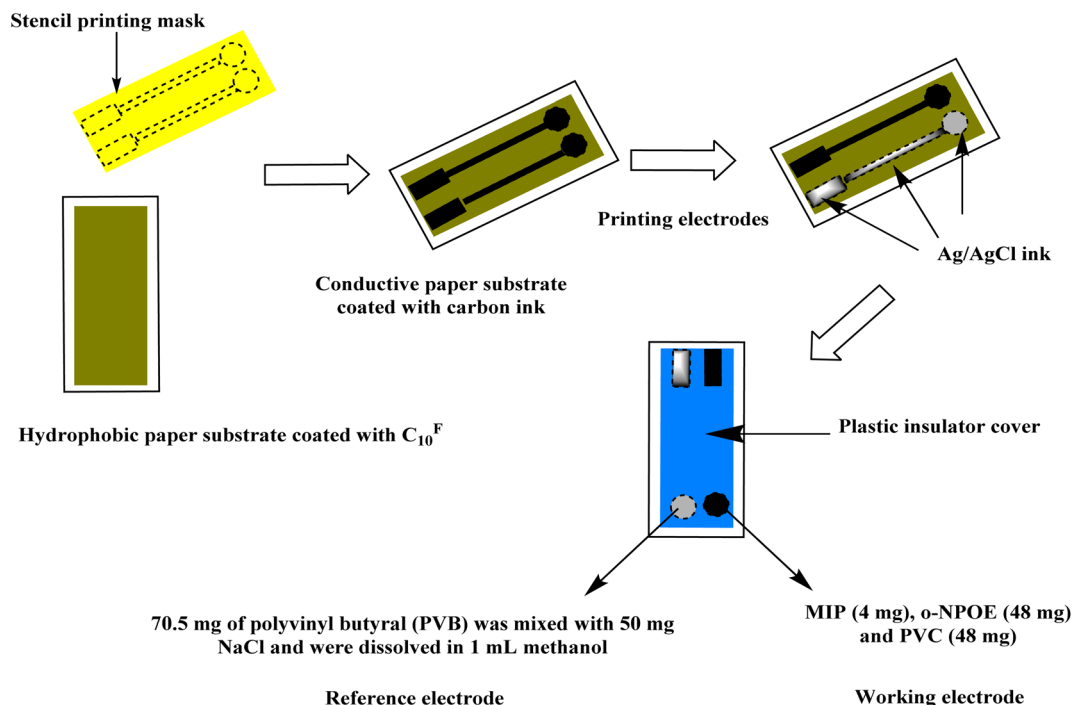 Stencil printing mask
Printing electrodes
Ag/AgCl ink
Conductive paper substrate
coated with carbon ink
Hydrophobic paper substrate coated with C₁₀ᶠ
Plastic insulator cover
70.5 mg of polyvinyl butyral (PVB) was mixed with 50 mg
NaCl and were dissolved in 1 mL methanol
MIP (4 mg), o-NPOE (48 mg)
and PVC (48 mg)
Reference electrode
Working electrode